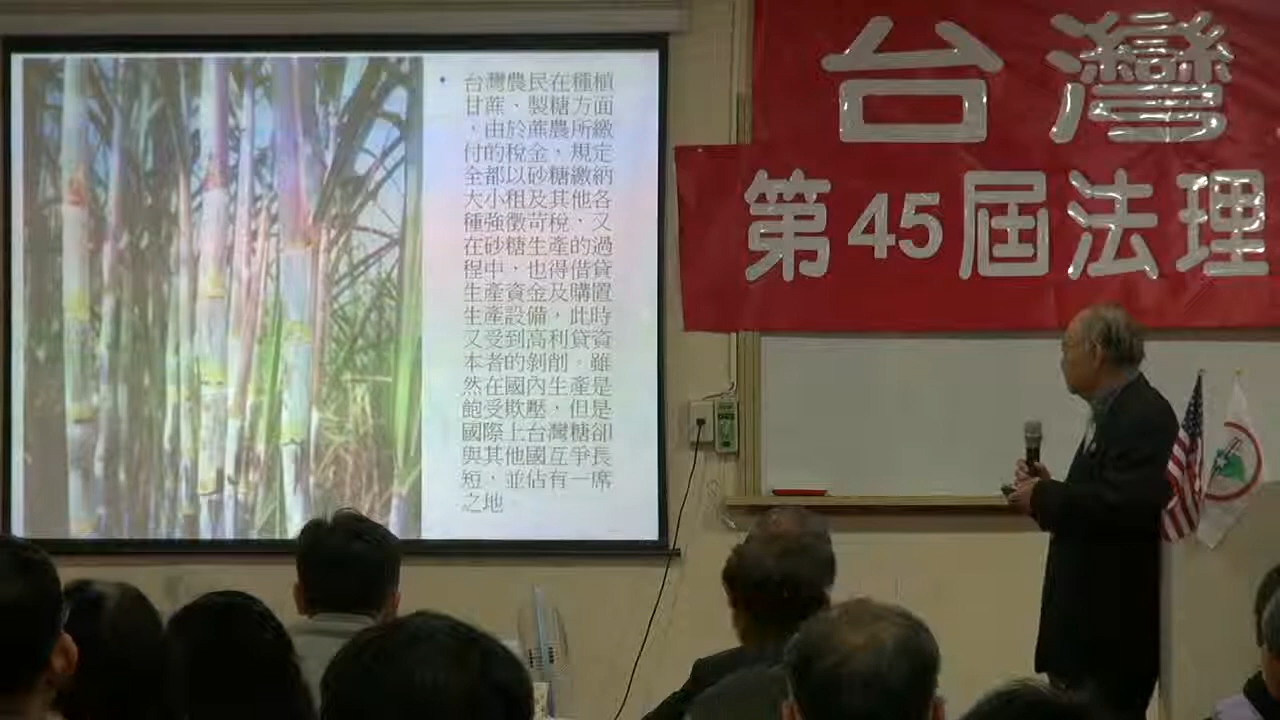 台灣農民在種植
甘蔗、製糖方面
，由於蔗農所繳
付的稅金，規定
全都以砂糖繳納
大小租及其他各
種強徵苛稅、又
在砂糖生產的過
程中，也得借貸
生產資金及購置
生產設備，此時
又受到高利貸資
本者的剝削。雖
然在國內生產是
飽受欺壓，但是
國際上台灣糖卻
與其他國互爭長
短，並佔有一席
之地
台灣
第45屆法理